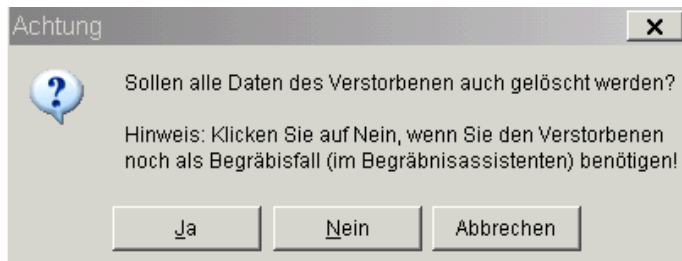 Achtung
Sollen alle Daten des Verstorbenen auch gelöscht werden?
Hinweis: Klicken Sie auf Nein, wenn Sie den Verstorbenen
noch als Begräbisfall (im Begräbnisassistenten) benötigen!
Ja
Nein
Abbrechen